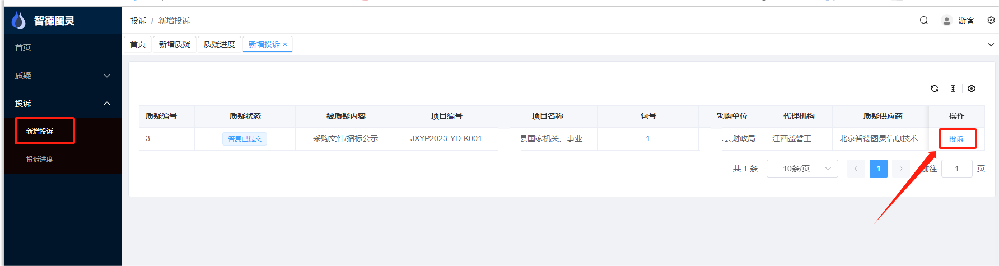 智德图灵
投诉 / 新增投诉
游客
首页
新增质疑
质疑进度
新增投诉 ×
首页
质疑
投诉
新增投诉
投诉进度
质疑编号 质疑状态 被质疑内容 项目编号 项目名称 包号 采购单位 代理机构 质疑供应商 操作
3 答复已提交 采购文件/招标公示 JXYP2023-YD-K001 县国家机关、事业... 1 财政局 江西益磐工... 北京智德图灵信息技术... 投诉
共 1 条 10条/页 1 前往 1 页